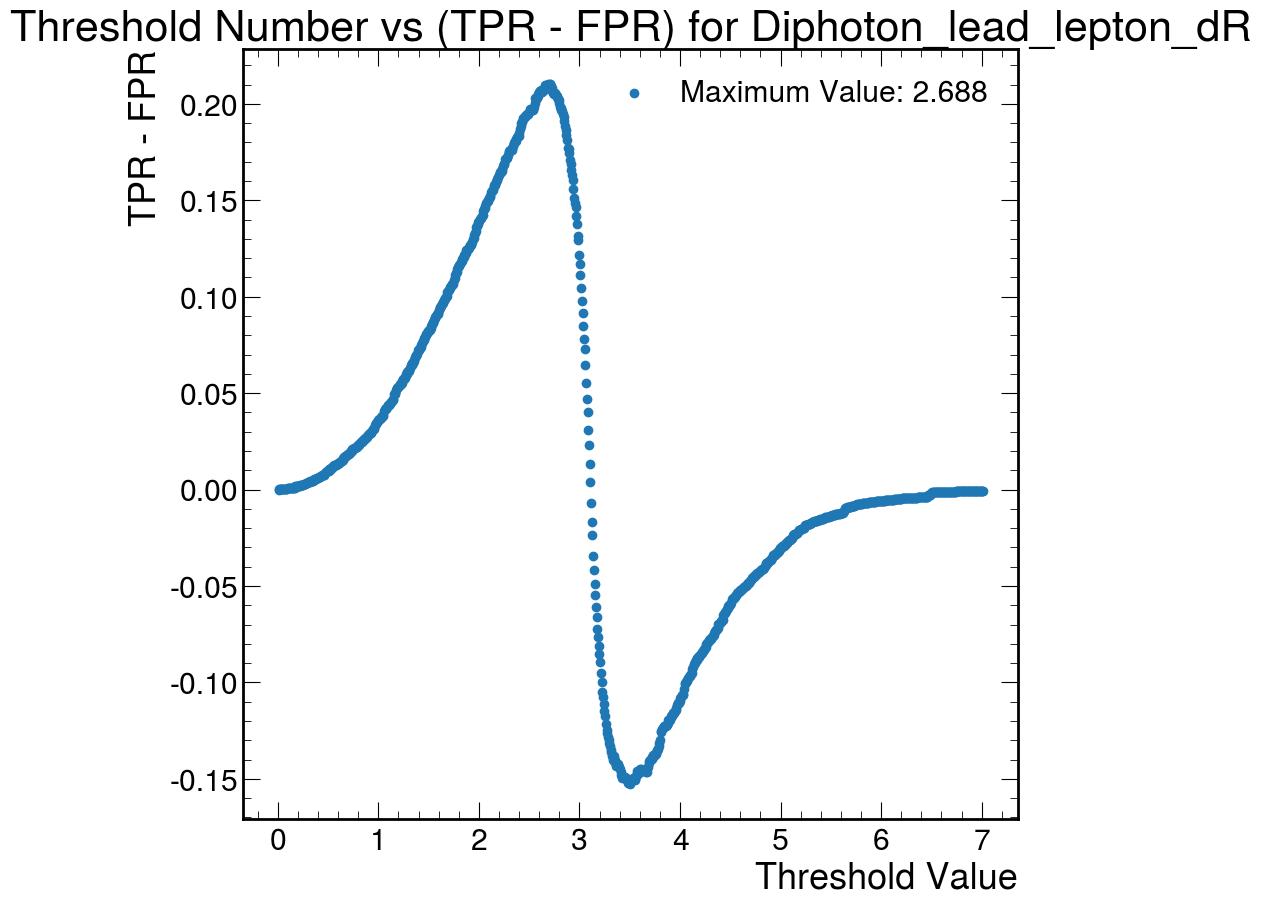 Threshold Number vs (TPR - FPR) for Diphoton_lead_lepton_dR
TPR - FPR
Maximum Value: 2.688
0.20
0.15
0.10
0.05
0.00
-0.05
-0.10
-0.15
0 1 2 3 4 5 6 7
Threshold Value